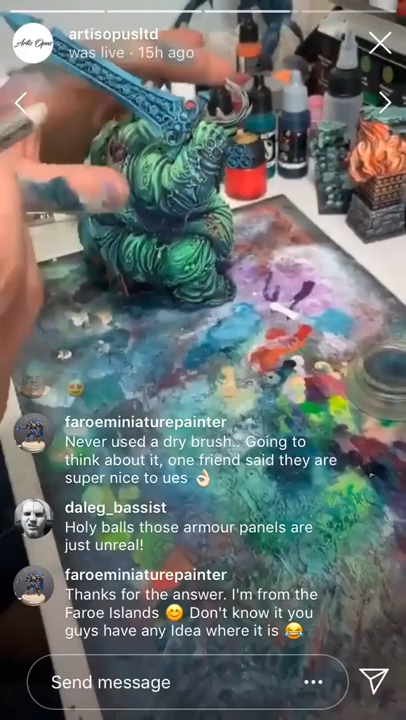 artisopusltd
Artis Opus
was live · 15h ago
faroeminiaturepainter
Never used a dry brush.. Going to
think about it, one friend said they are
super nice to ues 👌🏻
daleg_bassist
Holy balls those armour panels are
just unreal!
faroeminiaturepainter
Thanks for the answer. I'm from the
Faroe Islands 😊 Don't know it you
guys have any Idea where it is 😂
Send message